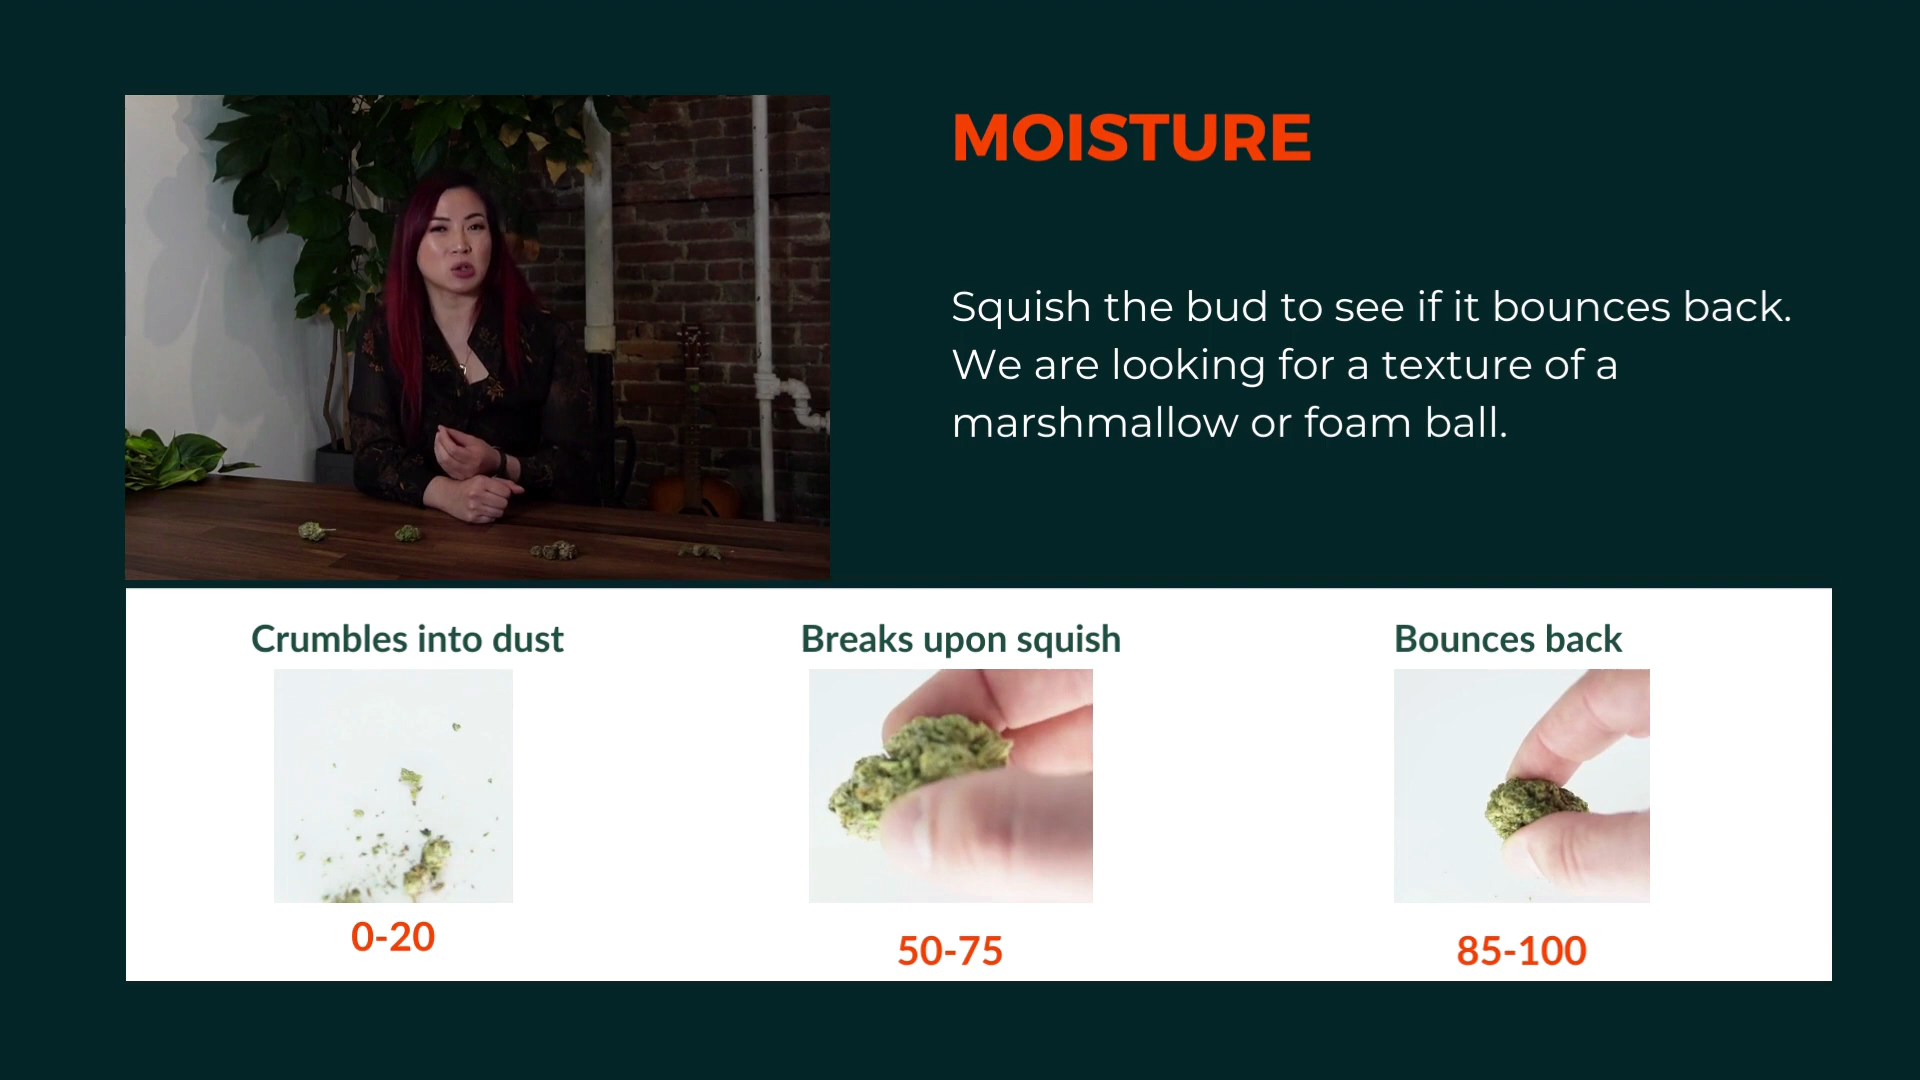 MOISTURE
Squish the bud to see if it bounces back.
We are looking for a texture of a
marshmallow or foam ball.
Crumbles into dust
Breaks upon squish
Bounces back
0-20
50-75
85-100